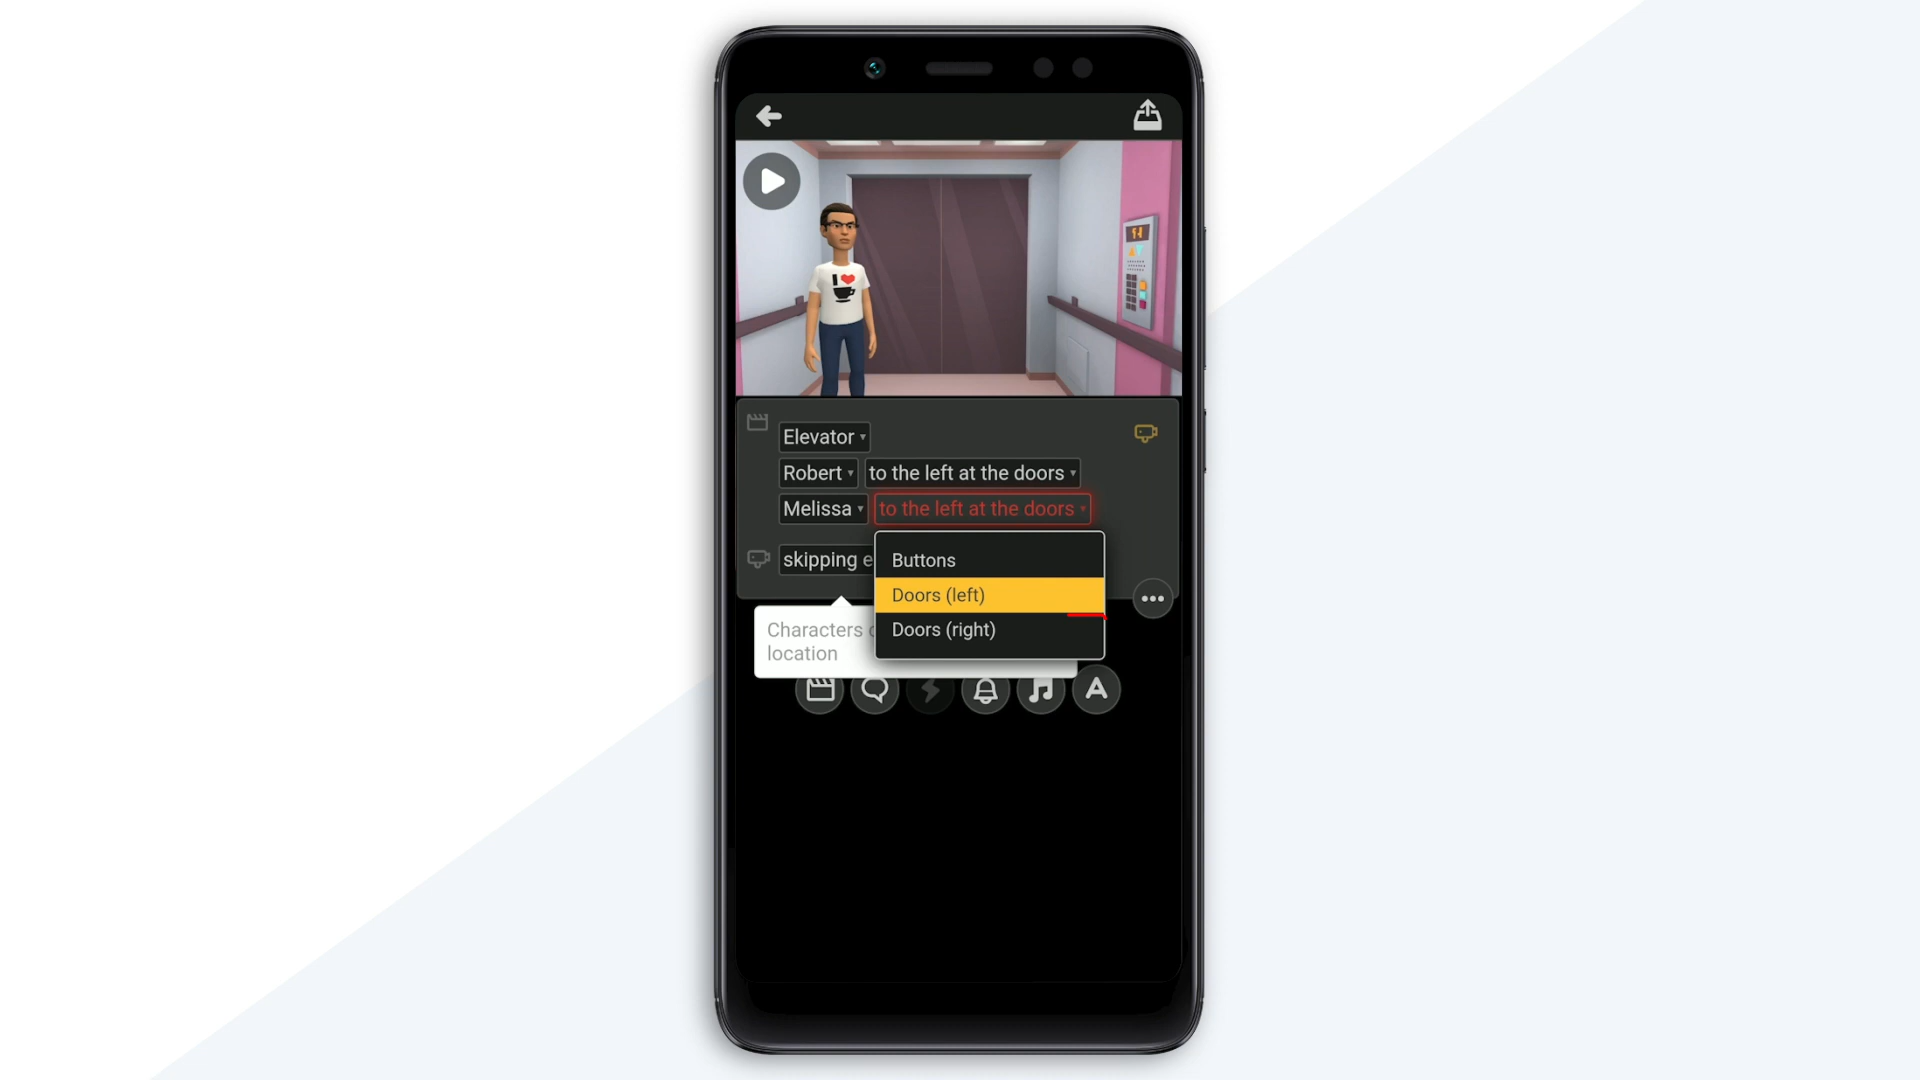 I
Elevator
Robert to the left at the doors
Melissa to the left at the doors
skipping e
Buttons
Doors (left)
Doors (right)
Characters
location